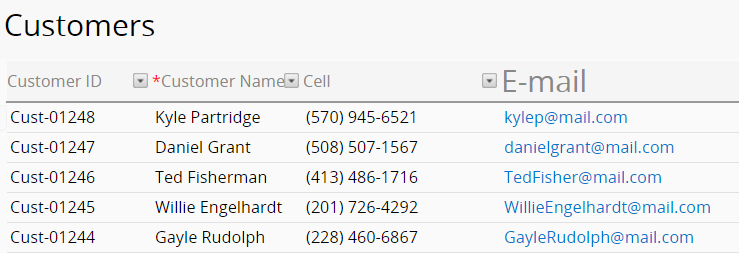 Customers
Customer ID *Customer Name Cell E-mail
Cust-01248 Kyle Partridge (570) 945-6521 kylep@mail.com
Cust-01247 Daniel Grant (508) 507-1567 danielgrant@mail.com
Cust-01246 Ted Fisherman (413) 486-1716 TedFisher@mail.com
Cust-01245 Willie Engelhardt (201) 726-4292 WillieEngelhardt@mail.com
Cust-01244 Gayle Rudolph (228) 460-6867 GayleRudolph@mail.com